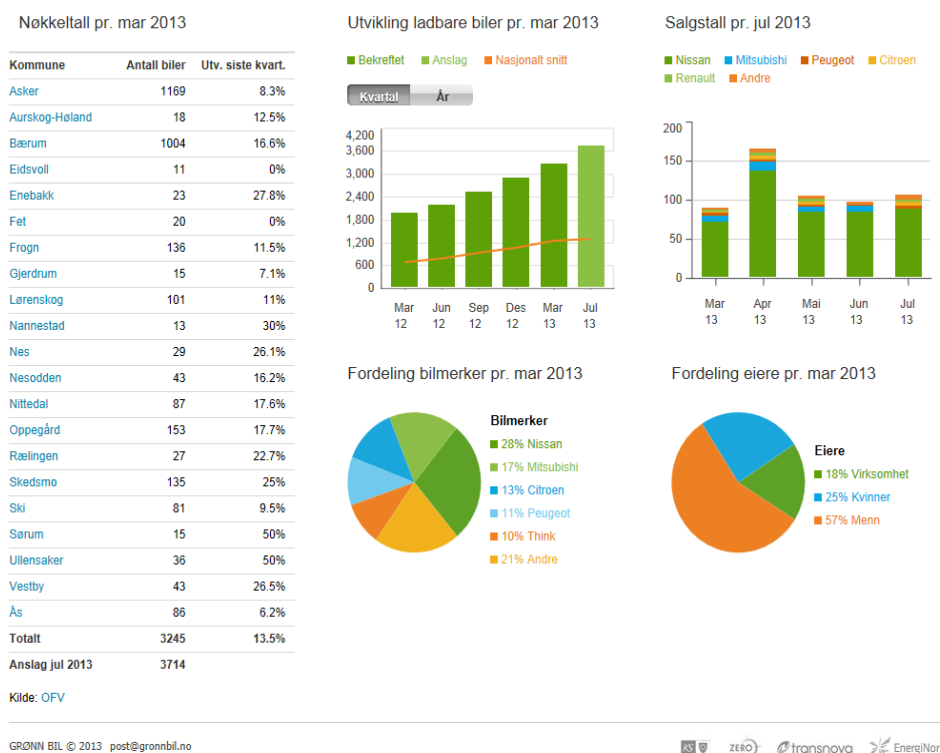 Nøkkeltall pr. mar 2013
Kommune Antall biler Utv. siste kvart.
Asker 1169 8.3%
Aurskog-Høland 18 12.5%
Bærum 1004 16.6%
Eidsvoll 11 0%
Enebakk 23 27.8%
Fet 20 0%
Frogn 136 11.5%
Gjerdrum 15 7.1%
Lørenskog 101 11%
Nannestad 13 30%
Nes 29 26.1%
Nesodden 43 16.2%
Nittedal 87 17.6%
Oppegård 153 17.7%
Rælingen 27 22.7%
Skedsmo 135 25%
Ski 81 9.5%
Sørum 15 50%
Ullensaker 36 50%
Vestby 43 26.5%
Ås 86 6.2%
Totalt 3245 13.5%
Anslag jul 2013 3714
Kilde: OFV
Utvikling ladbare biler pr. mar 2013
Bekreftet Anslag Nasjonalt snitt
Kvartal År
4,200
3,600
3,000
2,400
1,800
1,200
600
0
Mar Jun Sep Des Mar Jul
12 12 12 12 13 13
Salgstall pr. jul 2013
Nissan Mitsubishi Peugeot Citroen
Renault Andre
200
150
100
50
0
Mar Apr Mai Jun Jul
13 13 13 13 13
Fordeling bilmerker pr. mar 2013
Bilmerker
28% Nissan
17% Mitsubishi
13% Citroen
11% Peugeot
10% Think
21% Andre
Fordeling eiere pr. mar 2013
Eiere
18% Virksomhet
25% Kvinner
57% Menn
GRØNN BIL © 2013 post@gronnbil.no
KS ZERO transnova EnergiNor